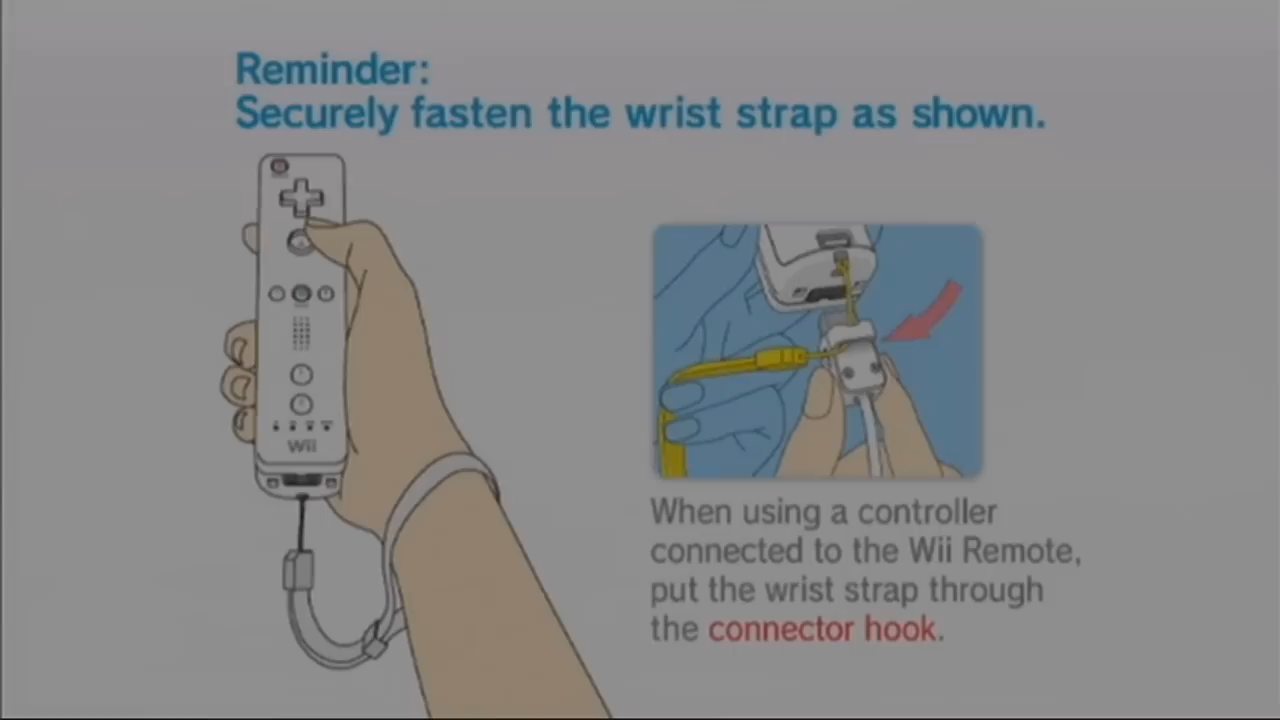 Reminder:
Securely fasten the wrist strap as shown.
Wii
When using a controller
connected to the Wii Remote,
put the wrist strap through
the connector hook.